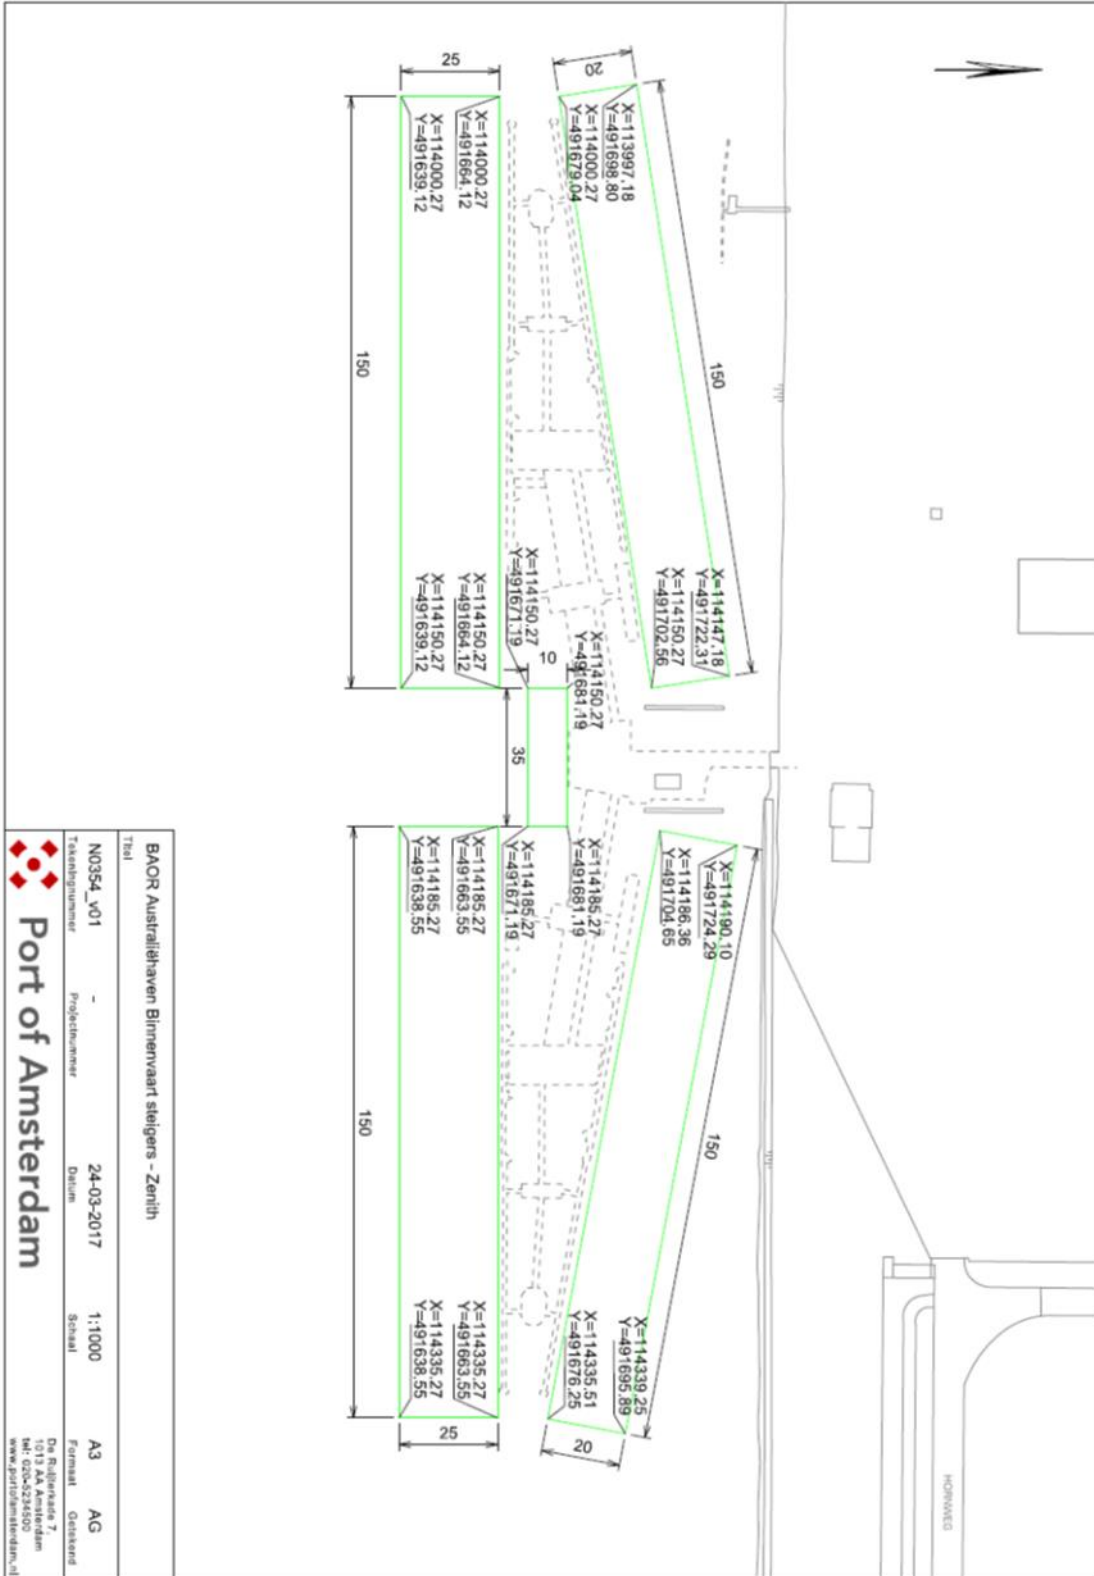 25
20
X=113997.18
Y=491698.80
X=114000.27
Y=491679.04
X=114000.27
Y=491664.12
X=114000.27
Y=491639.12
150
150
X=114147.18
Y=491722.31
X=114150.27
Y=491702.56
X=114150.27
Y=491681.19
X=114150.27
Y=491671.19
X=114150.27
Y=491664.12
X=114150.27
Y=491639.12
10
35
X=114190.10
Y=491724.29
X=114186.36
Y=491704.65
X=114185.27
Y=491681.19
X=114185.27
Y=491671.19
X=114185.27
Y=491663.55
X=114185.27
Y=491638.55
150
150
X=114339.25
Y=491695.89
X=114335.51
Y=491676.25
X=114335.27
Y=491663.55
X=114335.27
Y=491638.55
25
20
HORNWEG
BAOR Australiëhaven Binnenvaart steigers - Zenith
Titel
N0354_v01 - 24-03-2017 1:1000 A3 AG
Tekeningnummer Projectnummer Datum Schaal Formaat Getekend
Port of Amsterdam
De Ruijterkade 7,
1013 AA Amsterdam
tel: 020-5234500
www.portofamsterdam.nl